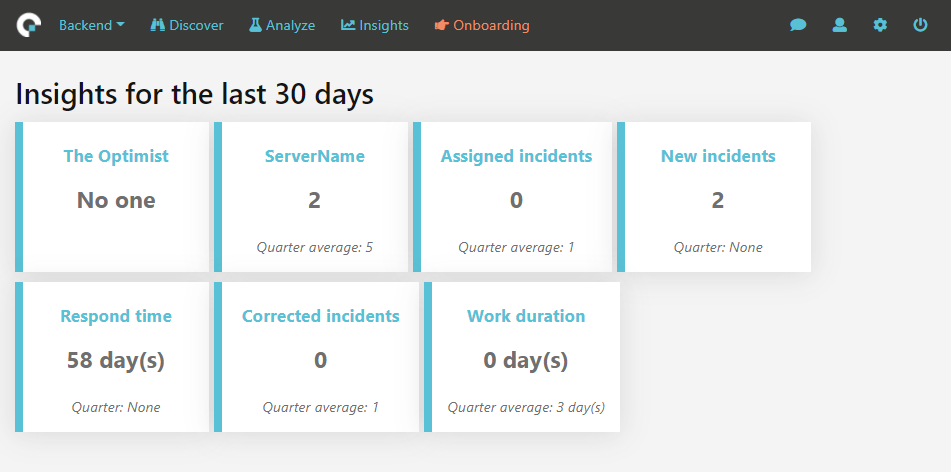 Backend Discover Analyze Insights Onboarding
Insights for the last 30 days
The Optimist
No one
ServerName
2
Quarter average: 5
Assigned incidents
0
Quarter average: 1
New incidents
2
Quarter: None
Respond time
58 day(s)
Quarter: None
Corrected incidents
0
Quarter average: 1
Work duration
0 day(s)
Quarter average: 3 day(s)